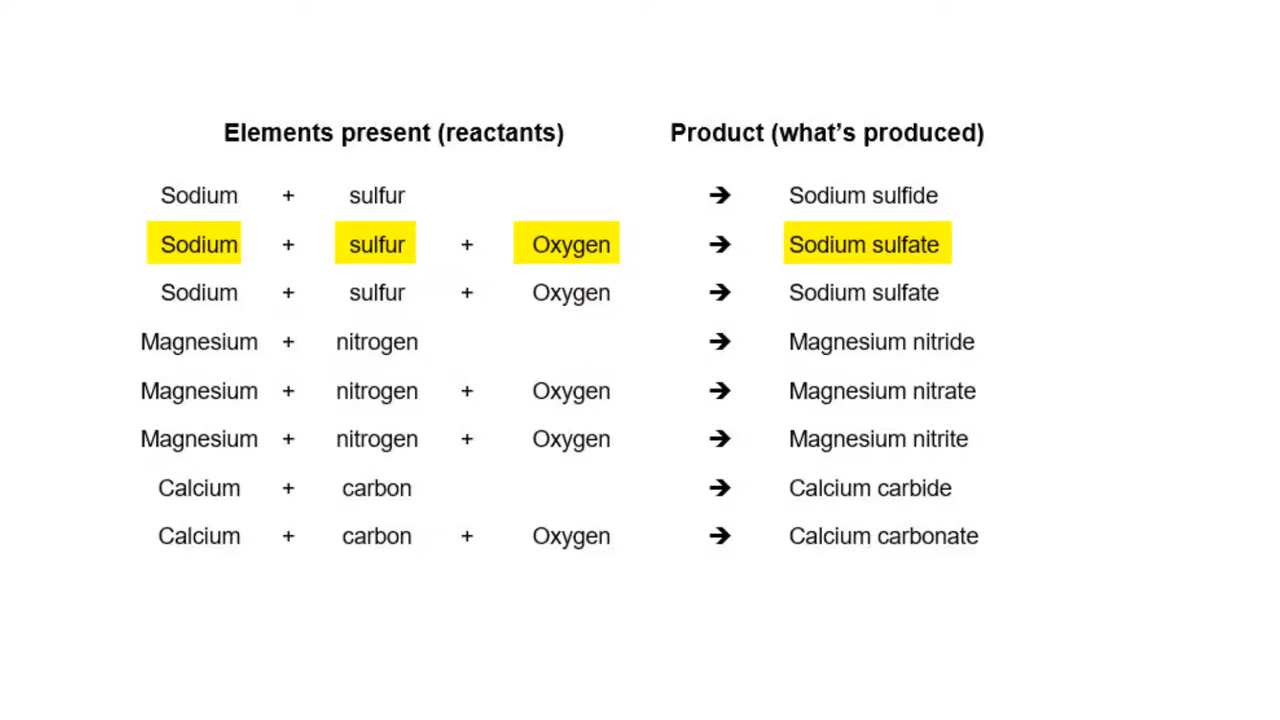 Elements present (reactants) Product (what’s produced)
Sodium + sulfur ➔ Sodium sulfide
Sodium + sulfur + Oxygen ➔ Sodium sulfate
Sodium + sulfur + Oxygen ➔ Sodium sulfate
Magnesium + nitrogen ➔ Magnesium nitride
Magnesium + nitrogen + Oxygen ➔ Magnesium nitrate
Magnesium + nitrogen + Oxygen ➔ Magnesium nitrite
Calcium + carbon ➔ Calcium carbide
Calcium + carbon + Oxygen ➔ Calcium carbonate